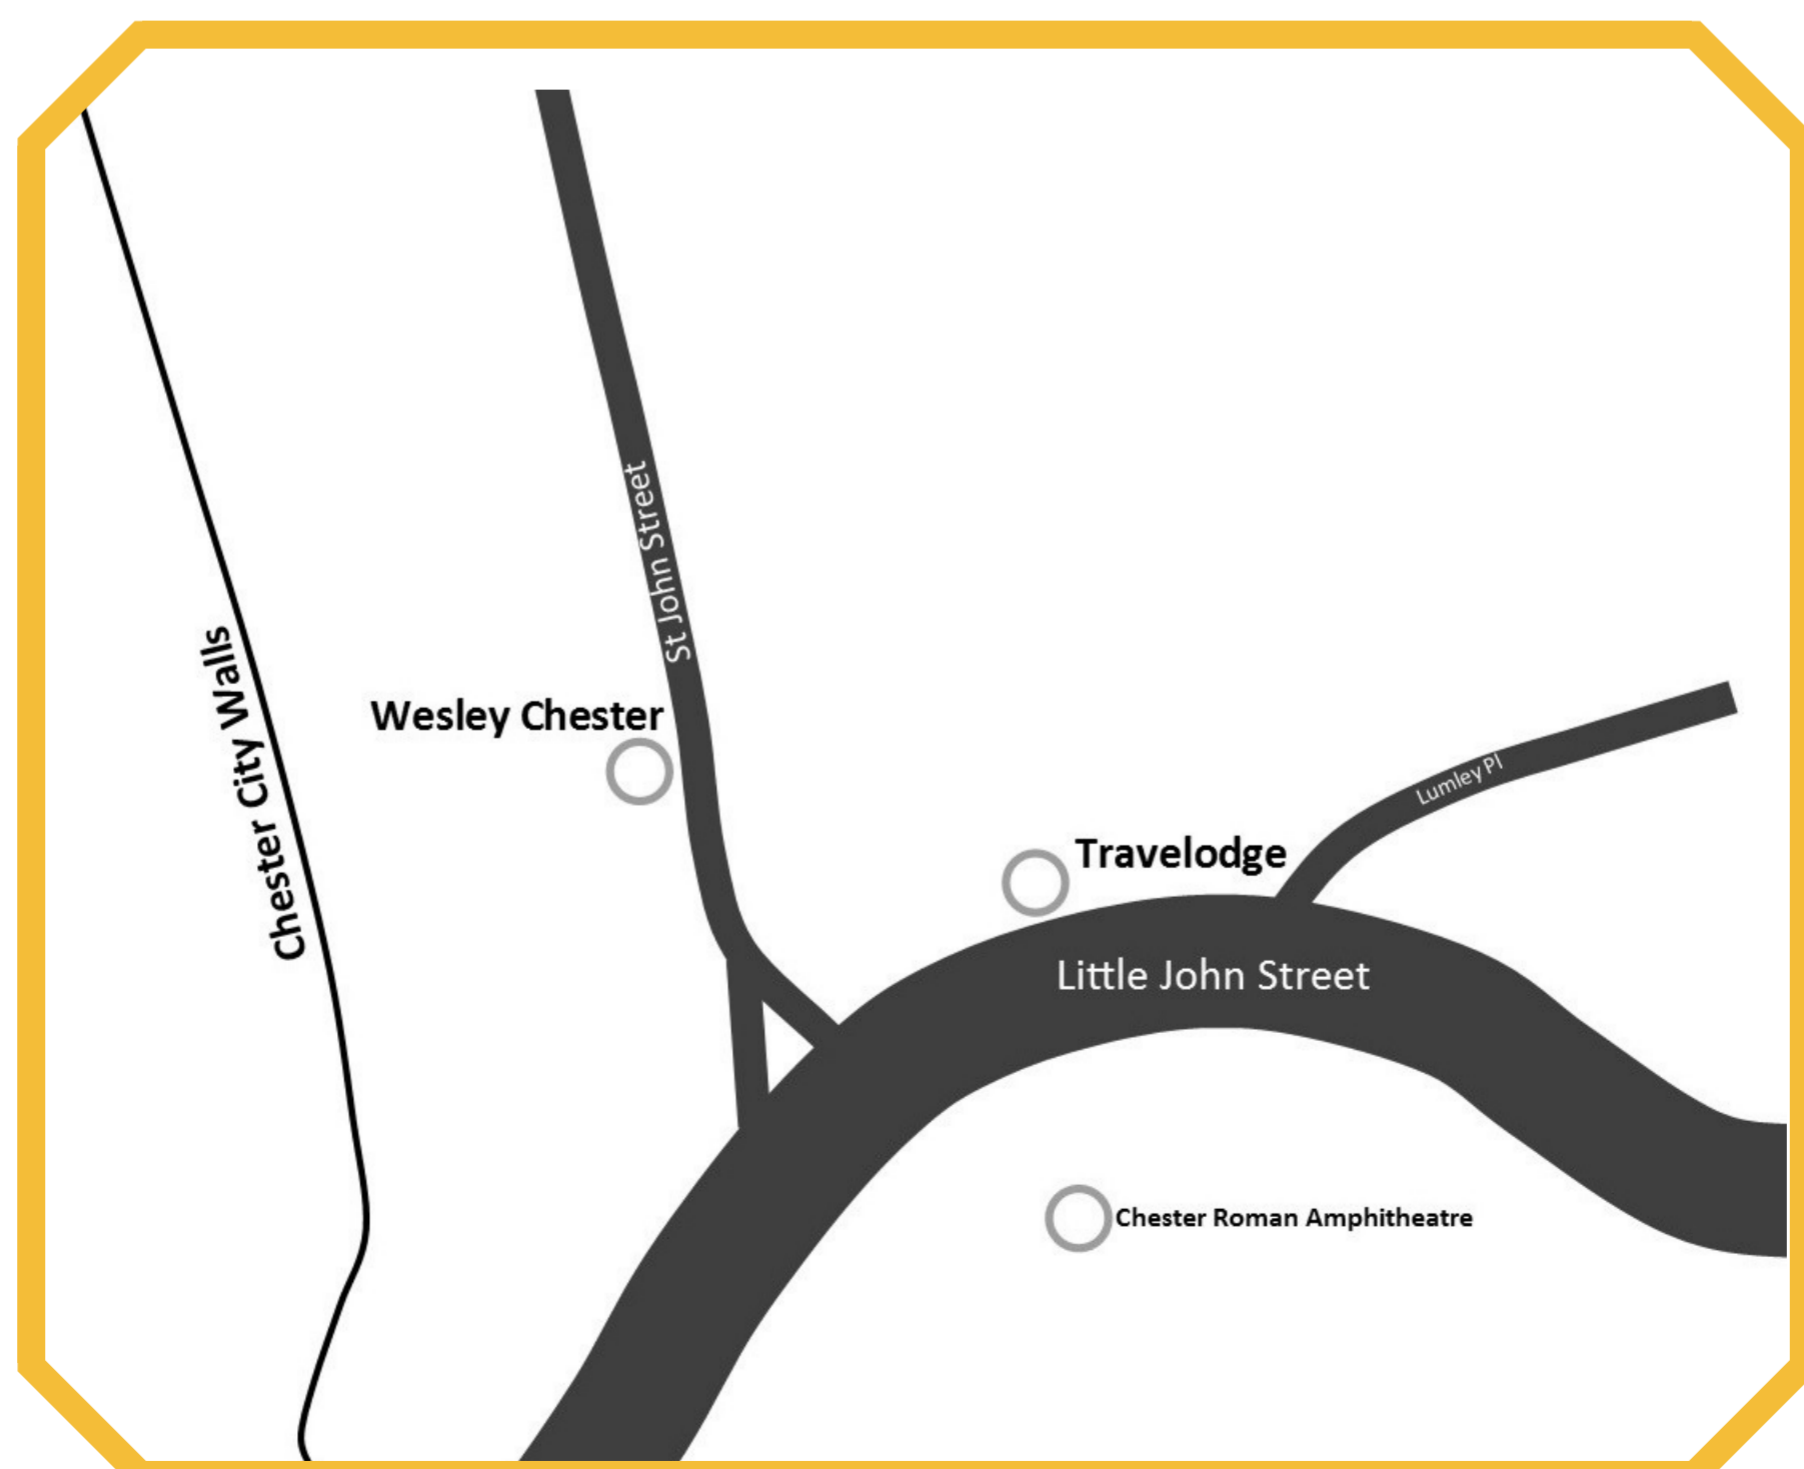 St John Street
Chester City Walls
Wesley Chester
Lumley Pl
Travelodge
Little John Street
Chester Roman Amphitheatre